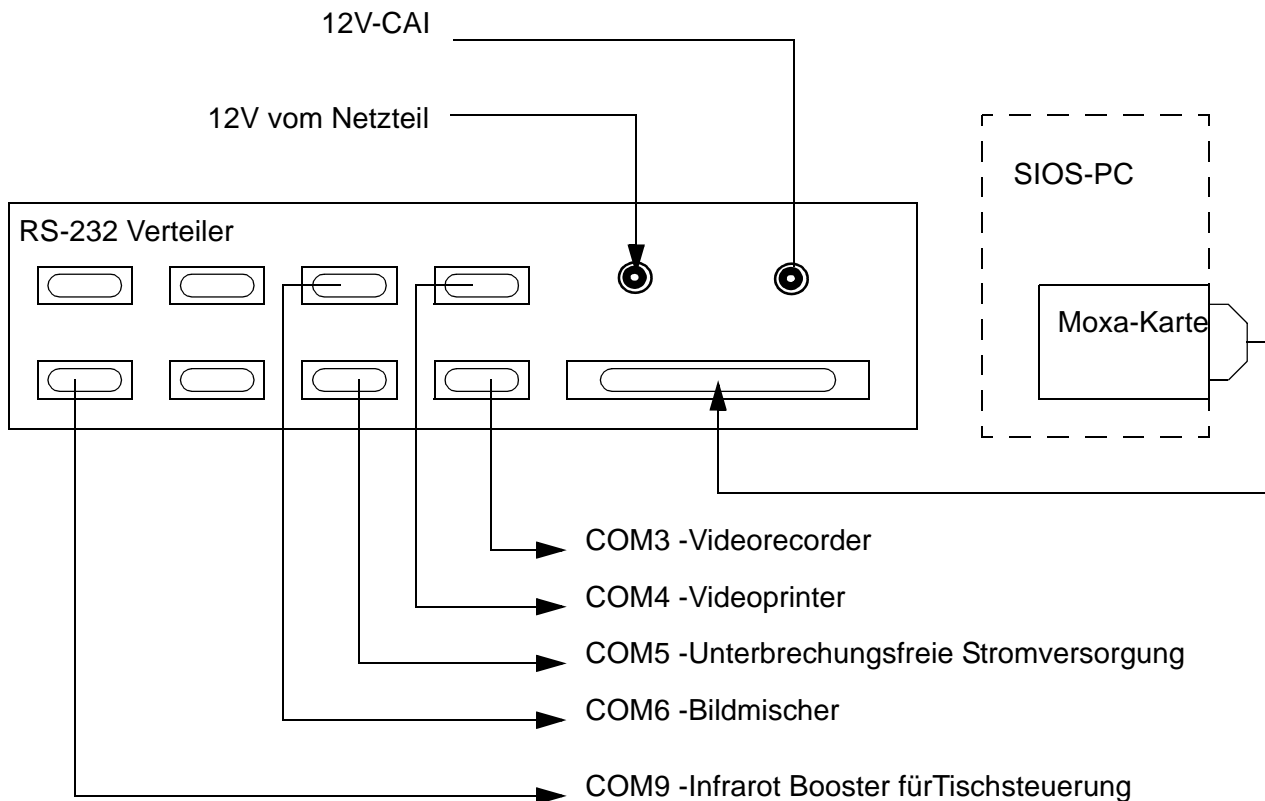 12V-CAI
12V vom Netzteil
SIOS-PC
RS-232 Verteiler
Moxa-Karte
COM3 -Videorecorder
COM4 -Videoprinter
COM5 -Unterbrechungsfreie Stromversorgung
COM6 -Bildmischer
COM9 -Infrarot Booster fürTischsteuerung